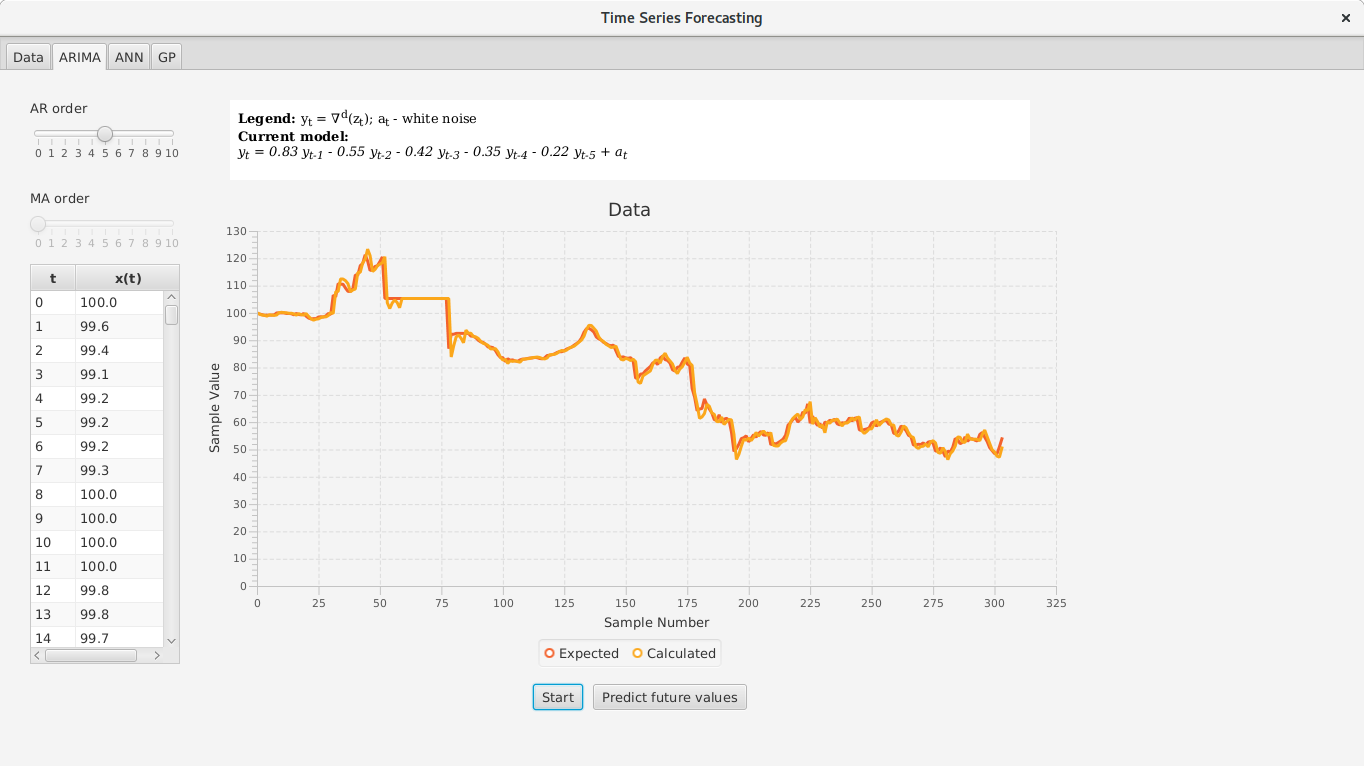 Time Series Forecasting ×
Data ARIMA ANN GP
AR order
0 1 2 3 4 5 6 7 8 9 10
MA order
0 1 2 3 4 5 6 7 8 9 10
t x(t)
0 100.0
1 99.6
2 99.4
3 99.1
4 99.2
5 99.2
6 99.2
7 99.3
8 100.0
9 100.0
10 100.0
11 100.0
12 99.8
13 99.8
14 99.7
Legend: yt = ∇d(zt); at - white noise
Current model:
yt = 0.83 yt-1 - 0.55 yt-2 - 0.42 yt-3 - 0.35 yt-4 - 0.22 yt-5 + at
Data
Sample Value
130
120
110
100
90
80
70
60
50
40
30
20
10
0
0 25 50 75 100 125 150 175 200 225 250 275 300 325
Sample Number
Expected Calculated
Start Predict future values